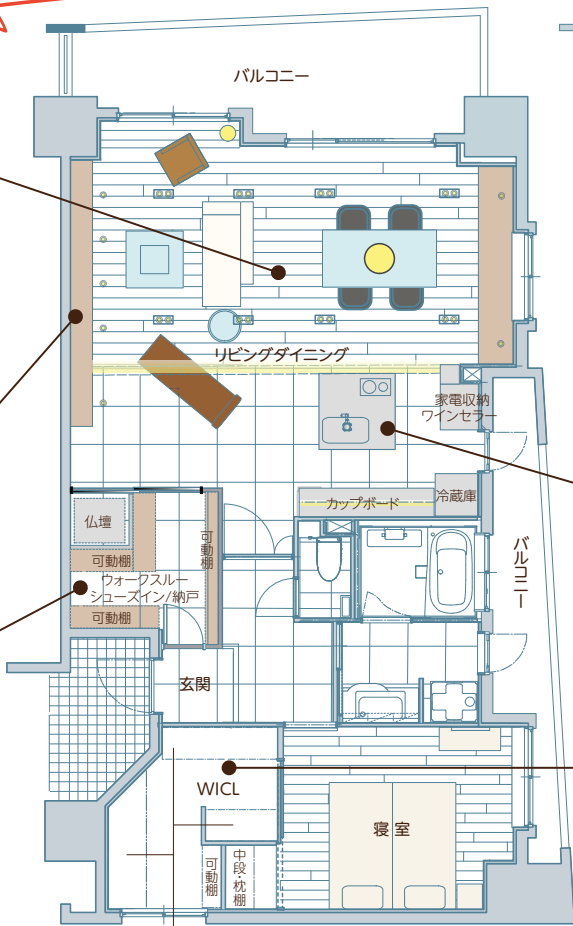 バルコニー
リビングダイニング
家電収納
ワインセラー
カップボード
冷蔵庫
仏壇
可動棚
可動棚
ウォークスルー
シューズイン/納戸
可動棚
バルコニー
玄関
WICL
寝室
可動棚
中段・枕棚